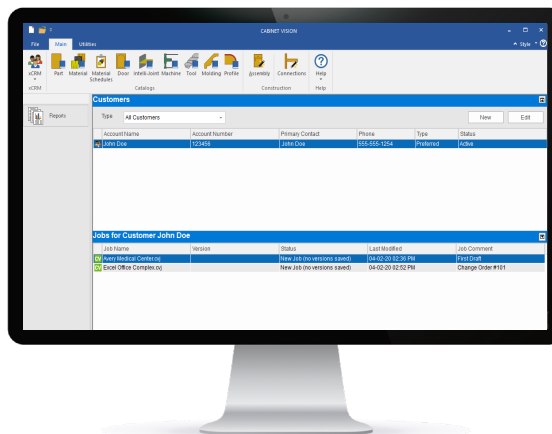 CABINET VISION
File Main Utilities Style
xCRM Part Material Material Schedules Door Intelli-Joint Machine Tool Molding Profile Assembly Connections Help
xCRM Catalogs Construction Help
Customers
Reports Type All Customers New Edit
Account Name Account Number Primary Contact Phone Type Status
John Doe 123456 John Doe 555-555-1254 Preferred Active
Jobs for Customer John Doe
Job Name Version Status Last Modified Job Comment
CV Avery Medical Center.cvj New Job (no versions saved) 04-02-20 02:36 PM First Draft
CV Excel Office Complex.cvj New Job (no versions saved) 04-02-20 02:52 PM Change Order #101